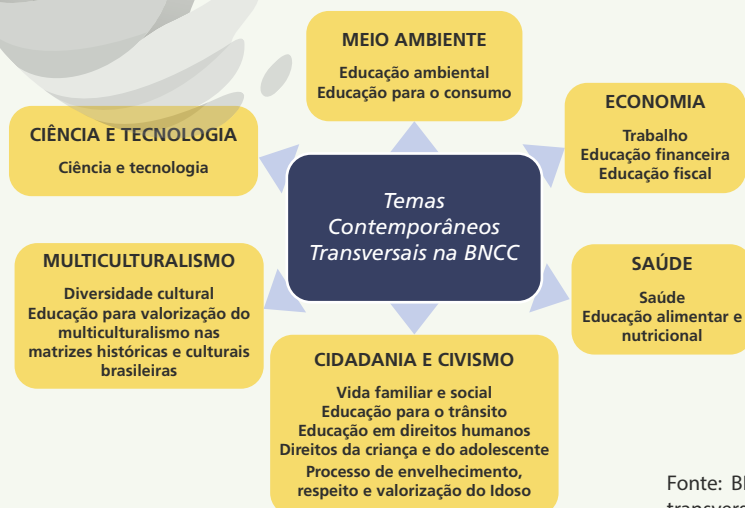 MEIO AMBIENTE
Educação ambiental
Educação para o consumo
ECONOMIA
Trabalho
Educação financeira
Educação fiscal
CIÊNCIA E TECNOLOGIA
Ciência e tecnologia
Temas
Contemporâneos
Transversais na BNCC
MULTICULTURALISMO
Diversidade cultural
Educação para valorização do
multiculturalismo nas
matrizes históricas e culturais
brasileiras
SAÚDE
Saúde
Educação alimentar e
nutricional
CIDADANIA E CIVISMO
Vida familiar e social
Educação para o trânsito
Educação em direitos humanos
Direitos da criança e do adolescente
Processo de envelhecimento,
respeito e valorização do Idoso
Fonte: